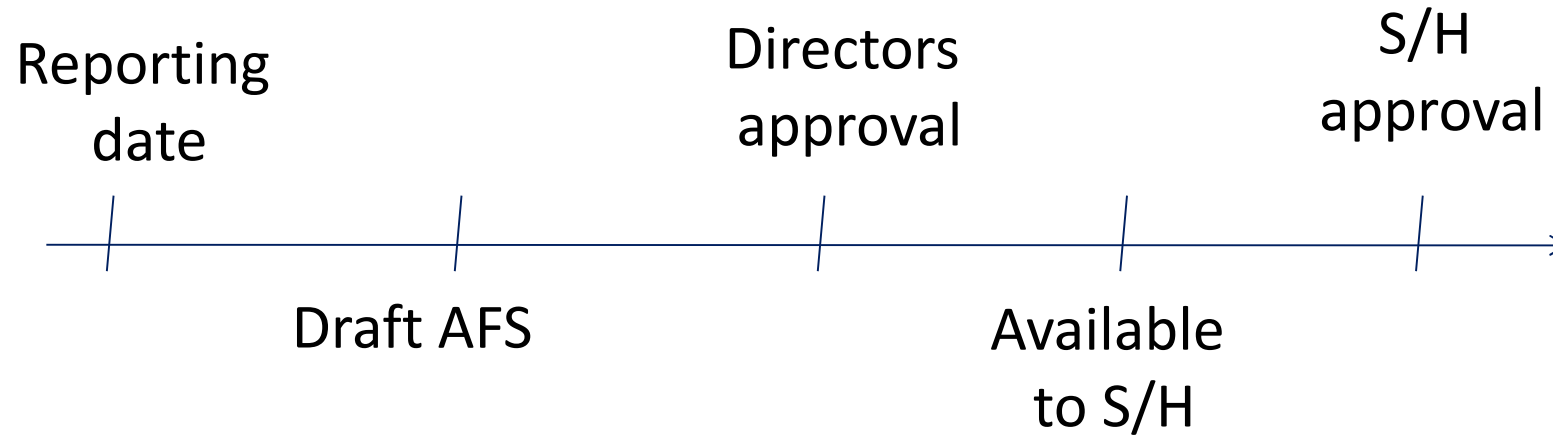 Reporting
date
Draft AFS
Directors
approval
Available
to S/H
S/H
approval